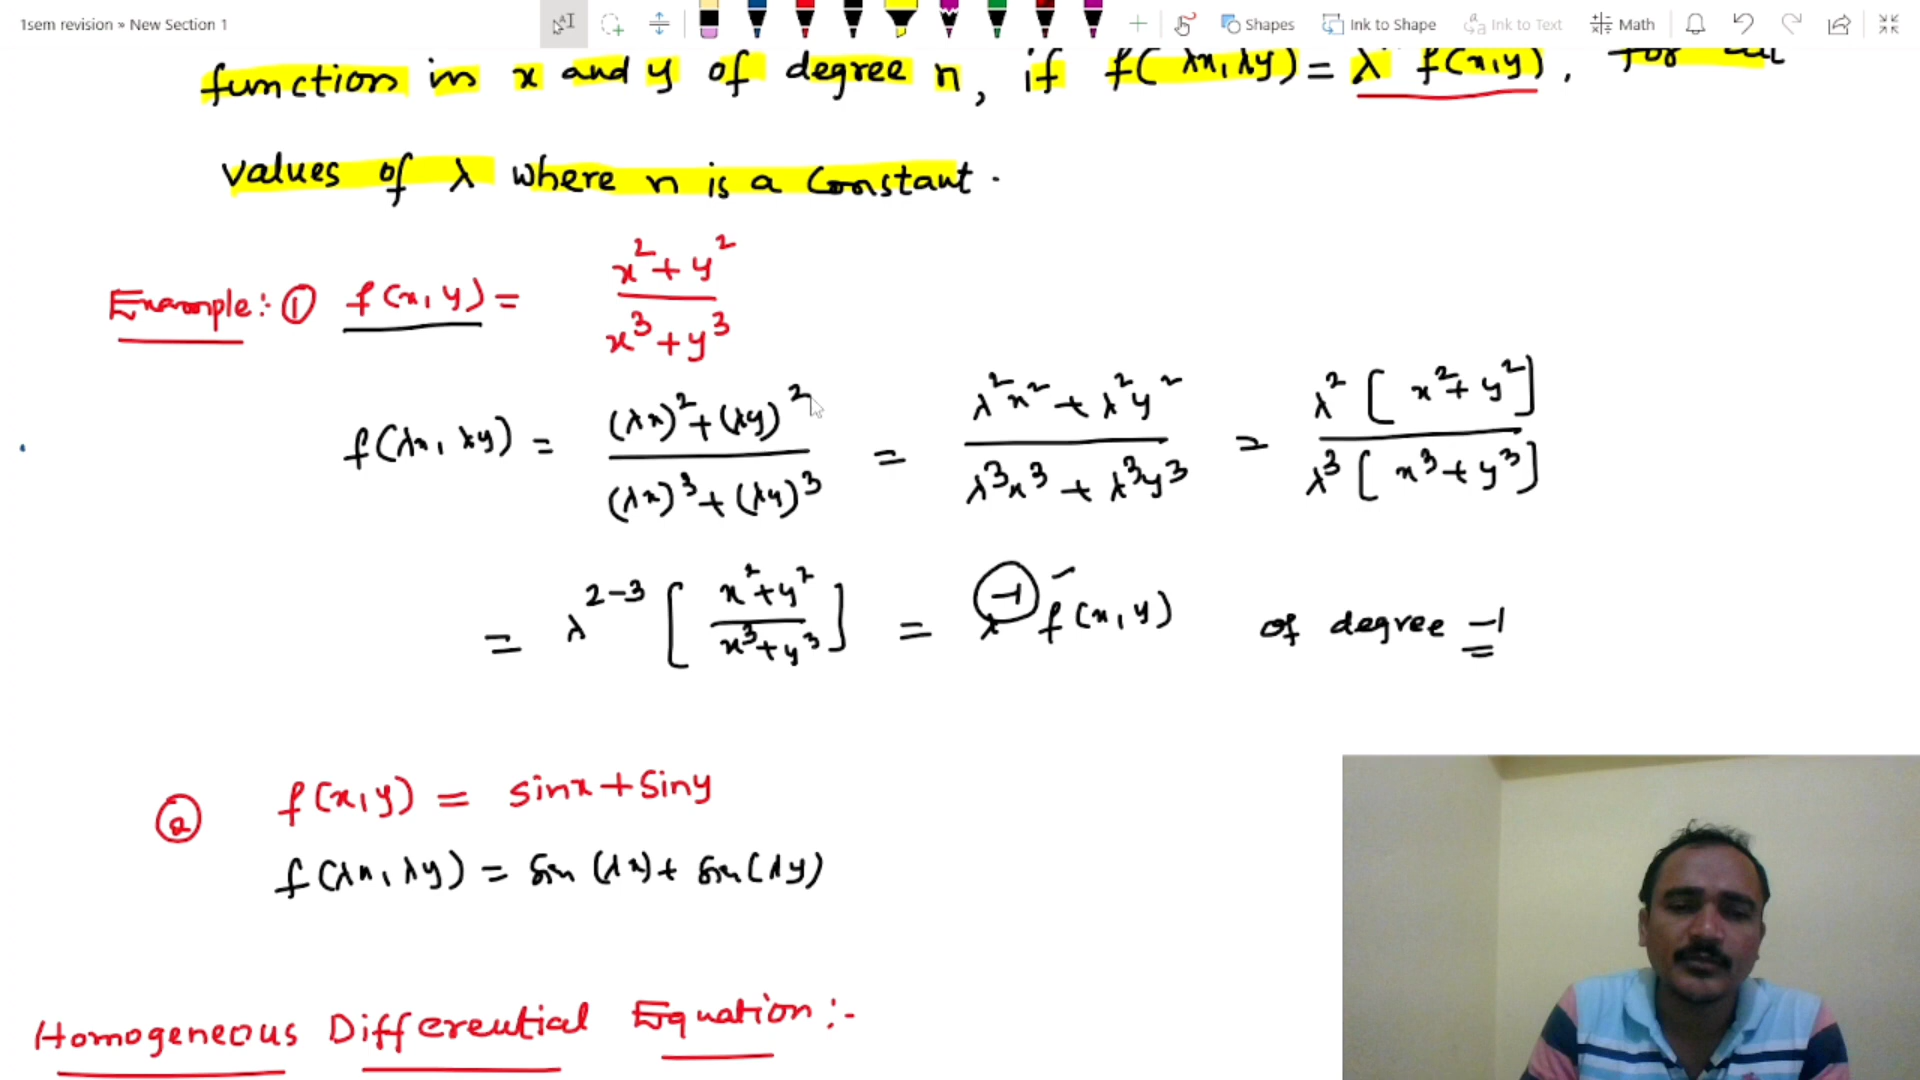 1sem revision » New Section 1
Shapes Ink to Shape Ink to Text Math
function in x and y of degree n, if f(λx, λy) = λ f(x,y). for all
values of λ where n is a constant.
Example:- ① f(x,y) = x²+y² / x³+y³
f(λx, λy) = (λx)²+(λy)² / (λx)³+(λy)³ = λ²x²+λ²y² / λ³x³+λ³y³ = λ²[x²+y²] / λ³[x³+y³]
= λ²⁻³ [x²+y² / x³+y³] = λ⁻¹ f(x,y) of degree -1
② f(x,y) = sinx+siny
f(λx, λy) = sin(λx)+ sin(λy)
Homogeneous Differential Equation:-